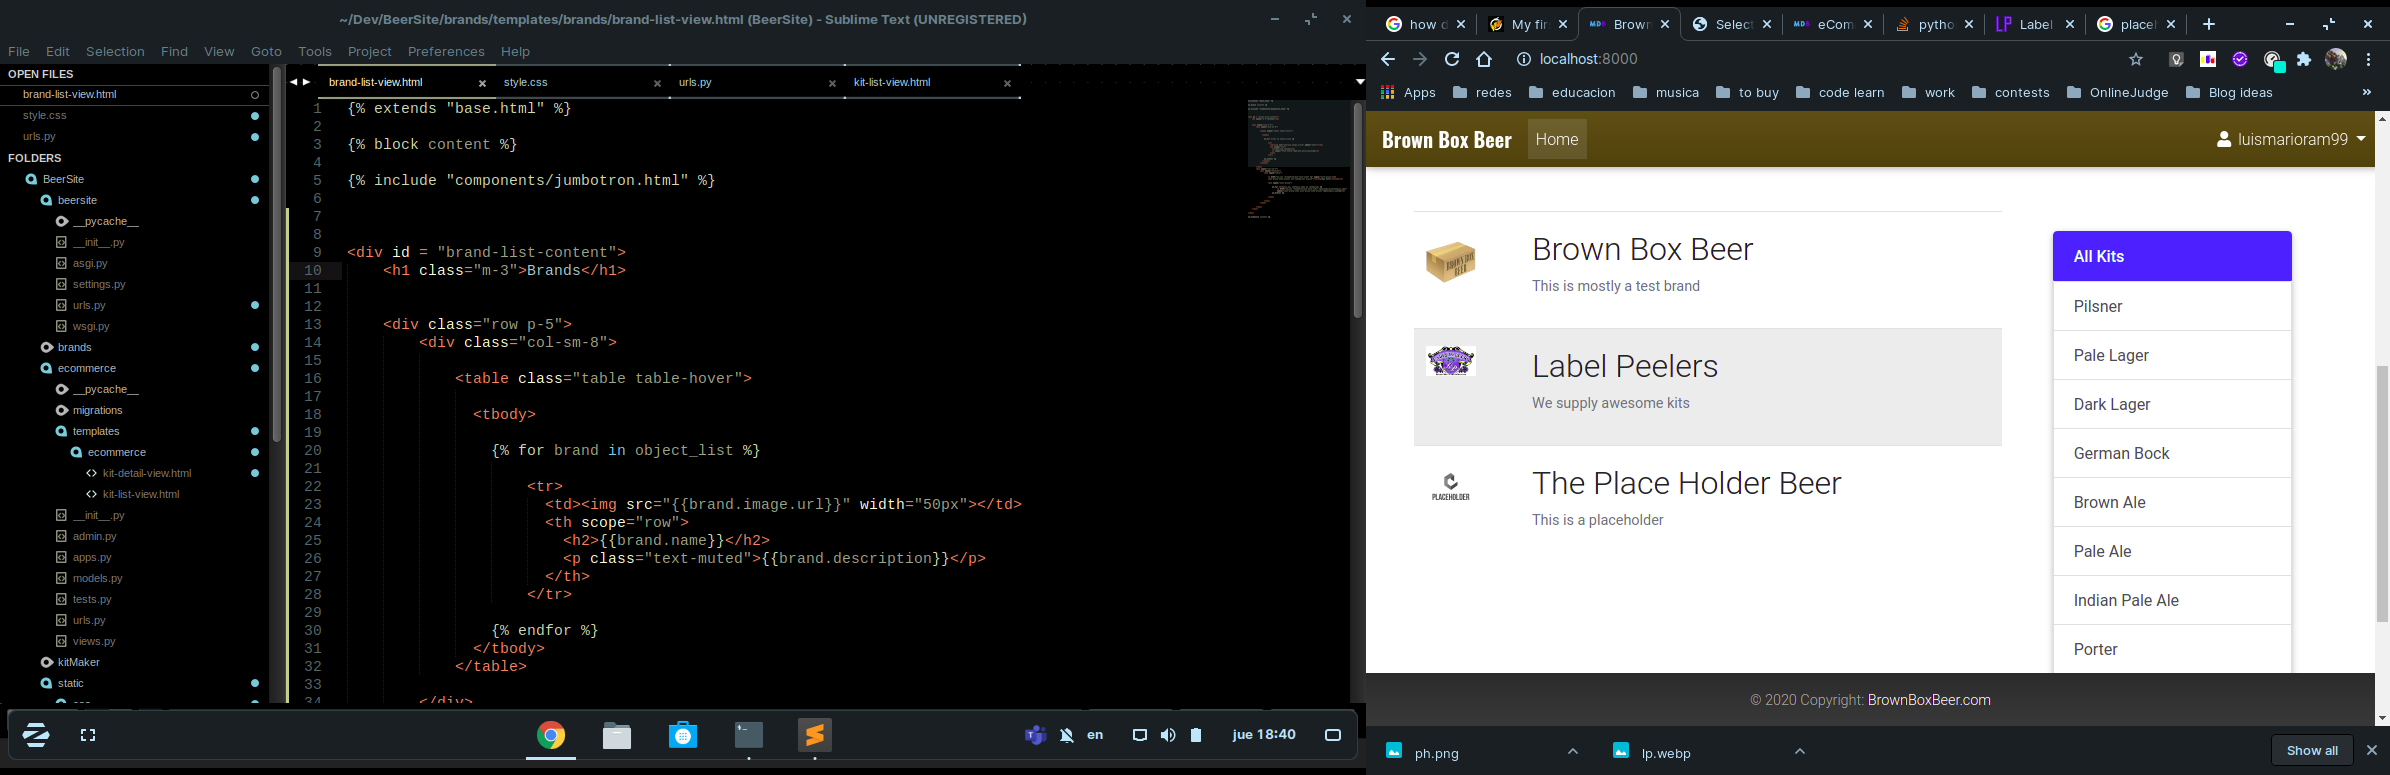 ~/Dev/BeerSite/brands/templates/brands/brand-list-view.html (BeerSite) - Sublime Text (UNREGISTERED)
File Edit Selection Find View Goto Tools Project Preferences Help
OPEN FILES
brand-list-view.html
style.css
urls.py
FOLDERS
BeerSite
beersite
__pycache__
__init__.py
asgi.py
settings.py
urls.py
wsgi.py
brands
ecommerce
__pycache__
migrations
templates
ecommerce
kit-detail-view.html
kit-list-view.html
__init__.py
admin.py
apps.py
models.py
tests.py
urls.py
views.py
kitMaker
static
brand-list-view.html style.css urls.py kit-list-view.html
1 {% extends "base.html" %}
2
3 {% block content %}
4
5 {% include "components/jumbotron.html" %}
6
7
8
9 <div id = "brand-list-content">
10 <h1 class="m-3">Brands</h1>
11
12
13 <div class="row p-5">
14 <div class="col-sm-8">
15
16 <table class="table table-hover">
17
18 <tbody>
19
20 {% for brand in object_list %}
21
22 <tr>
23 <td><img src="{{brand.image.url}}" width="50px"></td>
24 <th scope="row">
25 <h2>{{brand.name}}</h2>
26 <p class="text-muted">{{brand.description}}</p>
27 </th>
28 </tr>
29
30 {% endfor %}
31 </tbody>
32 </table>
33
34 </div>
en
jue 18:40
how d My fir Brown Select eCom pytho Label place
localhost:8000
Apps redes educacion musica to buy code learn work contests OnlineJudge Blog ideas »
Brown Box Beer Home luismarioram99
BROWN BOX BEER
Brown Box Beer
This is mostly a test brand
Label Peelers
We supply awesome kits
PLACEHOLDER
The Place Holder Beer
This is a placeholder
All Kits
Pilsner
Pale Lager
Dark Lager
German Bock
Brown Ale
Pale Ale
Indian Pale Ale
Porter
© 2020 Copyright: BrownBoxBeer.com
ph.png lp.webp Show all